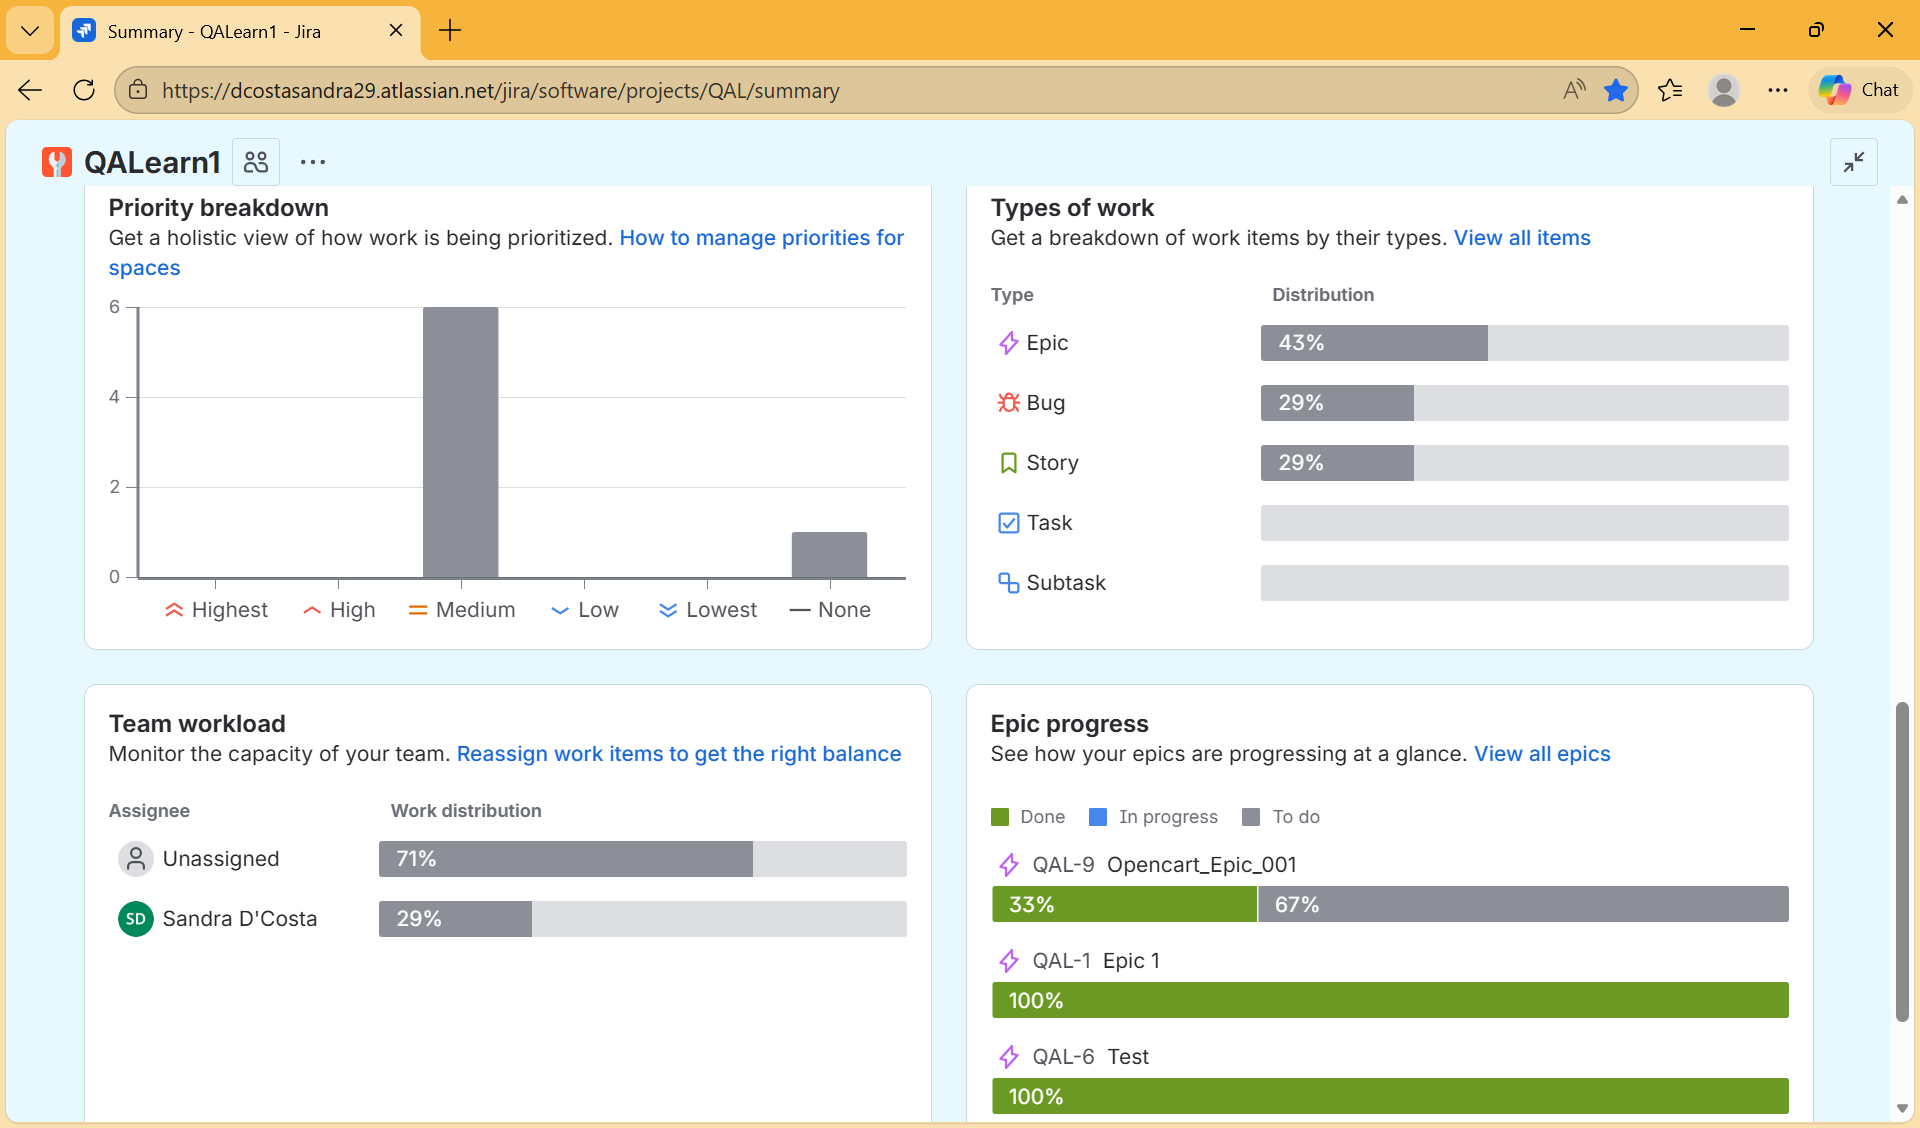 Summary - QALearn1 - Jira
https://dcostasandra29.atlassian.net/jira/software/projects/QAL/summary
Chat
QALearn1
Priority breakdown
Get a holistic view of how work is being prioritized. How to manage priorities for
spaces
6
4
2
0
Highest
High
Medium
Low
Lowest
None
Types of work
Get a breakdown of work items by their types. View all items
Type
Distribution
Epic
43%
Bug
29%
Story
29%
Task
Subtask
Team workload
Monitor the capacity of your team. Reassign work items to get the right balance
Assignee
Work distribution
Unassigned
71%
SD
Sandra D'Costa
29%
Epic progress
See how your epics are progressing at a glance. View all epics
Done
In progress
To do
QAL-9 Opencart_Epic_001
33%
67%
QAL-1 Epic 1
100%
QAL-6 Test
100%